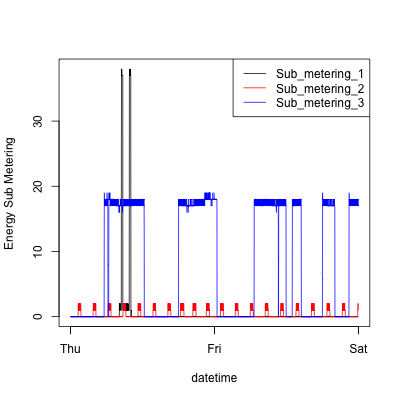 Sub_metering_1
Sub_metering_2
Sub_metering_3
Energy Sub Metering
30
20
10
0
Thu Fri Sat
datetime